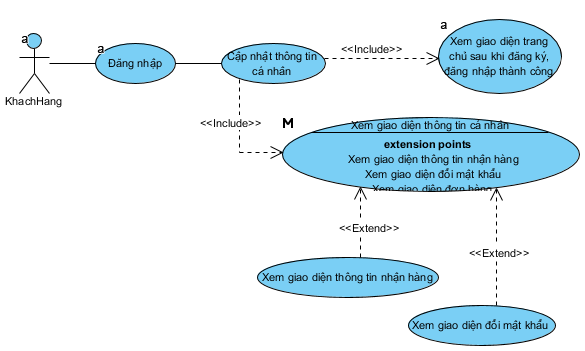 a
KhachHang
a
Đăng nhập
Cập nhật thông tin
cá nhân
<<Include>>
a
Xem giao diện trang
chủ sau khi đăng ký,
đăng nhập thành công
<<Include>>
M
Xem giao diện thông tin cá nhân
extension points
Xem giao diện thông tin nhận hàng
Xem giao diện đổi mật khẩu
Xem giao diện đơn hàng
<<Extend>>
<<Extend>>
Xem giao diện thông tin nhận hàng
Xem giao diện đổi mật khẩu